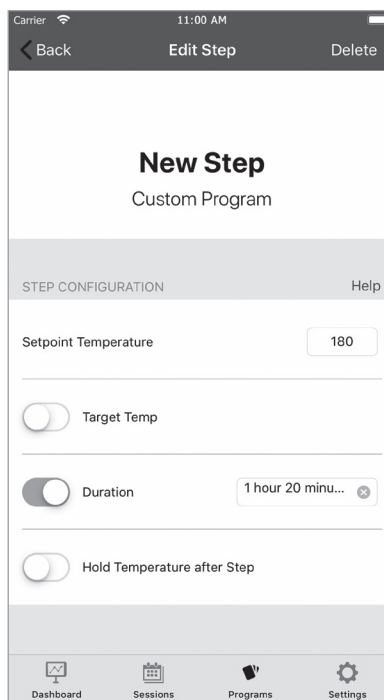 Carrier 11:00 AM
Back Edit Step Delete
New Step
Custom Program
STEP CONFIGURATION Help
Setpoint Temperature 180
Target Temp
Duration 1 hour 20 minu...
Hold Temperature after Step
Dashboard Sessions Programs Settings